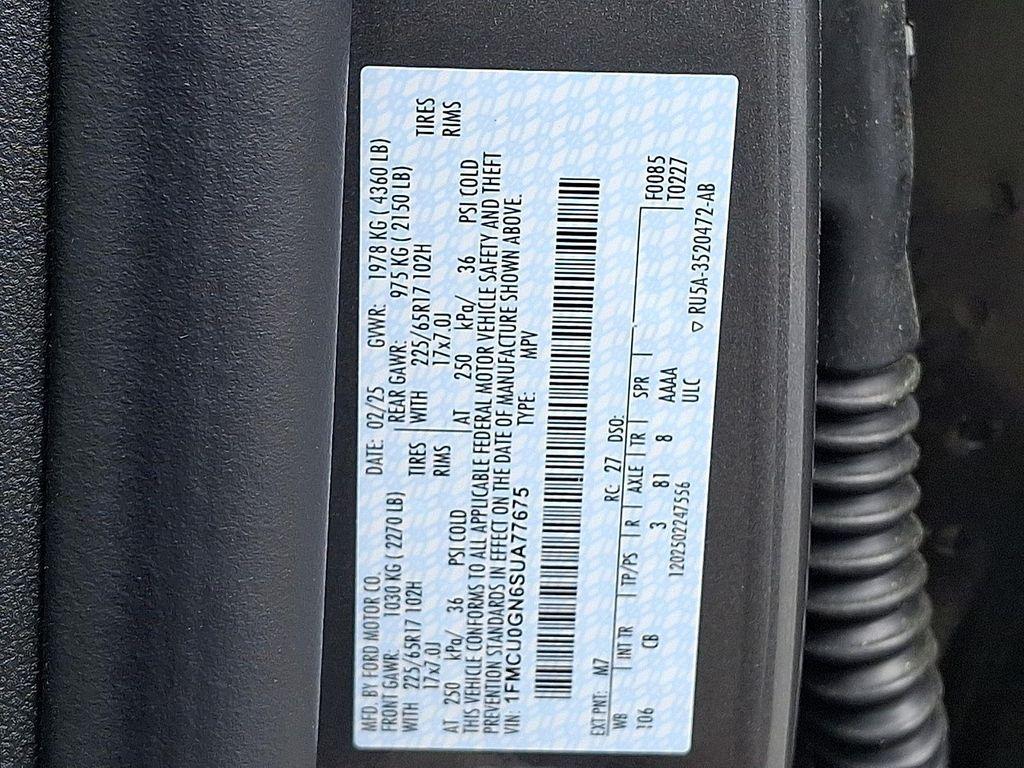 MFD. BY FORD MOTOR CO. DATE: 02/25 GVWR: 1978 KG ( 4360 LB)
FRONT GAWR: 1030 KG ( 2270 LB) REAR GAWR: 975 KG ( 2150 LB)
WITH 225/65R17 102H TIRES WITH 225/65R17 102H TIRES
17x7.0J RIMS 17x7.0J RIMS
AT 250 kPa/ 36 PSI COLD AT 250 kPa/ 36 PSI COLD
THIS VEHICLE CONFORMS TO ALL APPLICABLE FEDERAL MOTOR VEHICLE SAFETY AND THEFT
PREVENTION STANDARDS IN EFFECT ON THE DATE OF MANUFACTURE SHOWN ABOVE.
VIN: 1FMCU0GN6SUA77675 TYPE: MPV
EXT PNT: M7 RC: 27 DSO: F0085
WB INT TR TP/PS R AXLE TR SPR T0227
106 CB 3 81 8 AAAA
1202502247556 ULC
▽ RU5A-3520472-AB